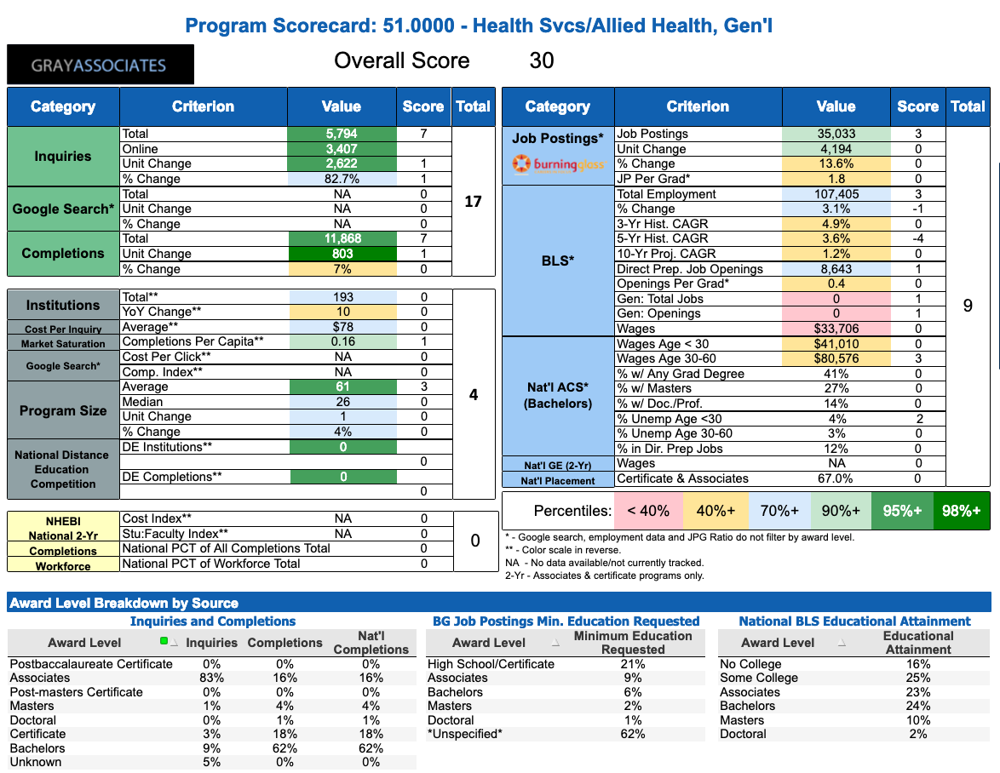 Program Scorecard: 51.0000 - Health Svcs/Allied Health, Gen'l
GRAYASSOCIATES
Overall Score 30
Category Criterion Value Score Total
Inquiries
Total 5,794 7
Online 3,407
Unit Change 2,622 1
% Change 82.7% 1
Google Search*
Total NA 0
Unit Change NA 0
% Change NA 0
Completions
Total 11,868 7
Unit Change 803 1
% Change 7% 0
17
Institutions
Total** 193 0
YoY Change** 10 0
Cost Per Inquiry Average** $78 0
Market Saturation Completions Per Capita** 0.16 1
Google Search*
Cost Per Click** NA 0
Comp. Index** NA 0
Program Size
Average 61 3
Median 26 0
Unit Change 1 0
% Change 4% 0
National Distance
Education
Competition
DE Institutions** 0
0
DE Completions** 0
0
4
NHEBI Cost Index** NA 0
National 2-Yr Stu:Faculty Index** NA 0
Completions National PCT of All Completions Total 0
Workforce National PCT of Workforce Total 0
0
Category Criterion Value Score Total
Job Postings*
burningglass
Job Postings 35,033 3
Unit Change 4,194 0
% Change 13.6% 0
JP Per Grad* 1.8 0
BLS*
Total Employment 107,405 3
% Change 3.1% -1
3-Yr Hist. CAGR 4.9% 0
5-Yr Hist. CAGR 3.6% -4
10-Yr Proj. CAGR 1.2% 0
Direct Prep. Job Openings 8,643 1
Openings Per Grad* 0.4 0
Gen: Total Jobs 0 1
Gen: Openings 0 1
Wages $33,706 0
Nat'l ACS*
(Bachelors)
Wages Age < 30 $41,010 0
Wages Age 30-60 $80,576 3
% w/ Any Grad Degree 41% 0
% w/ Masters 27% 0
% w/ Doc./Prof. 14% 0
% Unemp Age <30 4% 2
% Unemp Age 30-60 3% 0
% in Dir. Prep Jobs 12% 0
Nat'l GE (2-Yr) Wages NA 0
Nat'l Placement Certificate & Associates 67.0% 0
9
Percentiles: < 40% 40%+ 70%+ 90%+ 95%+ 98%+
* - Google search, employment data and JPG Ratio do not filter by award level.
** - Color scale in reverse.
NA - No data available/not currently tracked.
2-Yr - Associates & certificate programs only.
Award Level Breakdown by Source
Inquiries and Completions
Award Level Inquiries Completions Nat'l Completions
Postbaccalaureate Certificate 0% 0% 0%
Associates 83% 16% 16%
Post-masters Certificate 0% 0% 0%
Masters 1% 4% 4%
Doctoral 0% 1% 1%
Certificate 3% 18% 18%
Bachelors 9% 62% 62%
Unknown 5% 0% 0%
BG Job Postings Min. Education Requested
Award Level Minimum Education Requested
High School/Certificate 21%
Associates 9%
Bachelors 6%
Masters 2%
Doctoral 1%
*Unspecified* 62%
National BLS Educational Attainment
Award Level Educational Attainment
No College 16%
Some College 25%
Associates 23%
Bachelors 24%
Masters 10%
Doctoral 2%